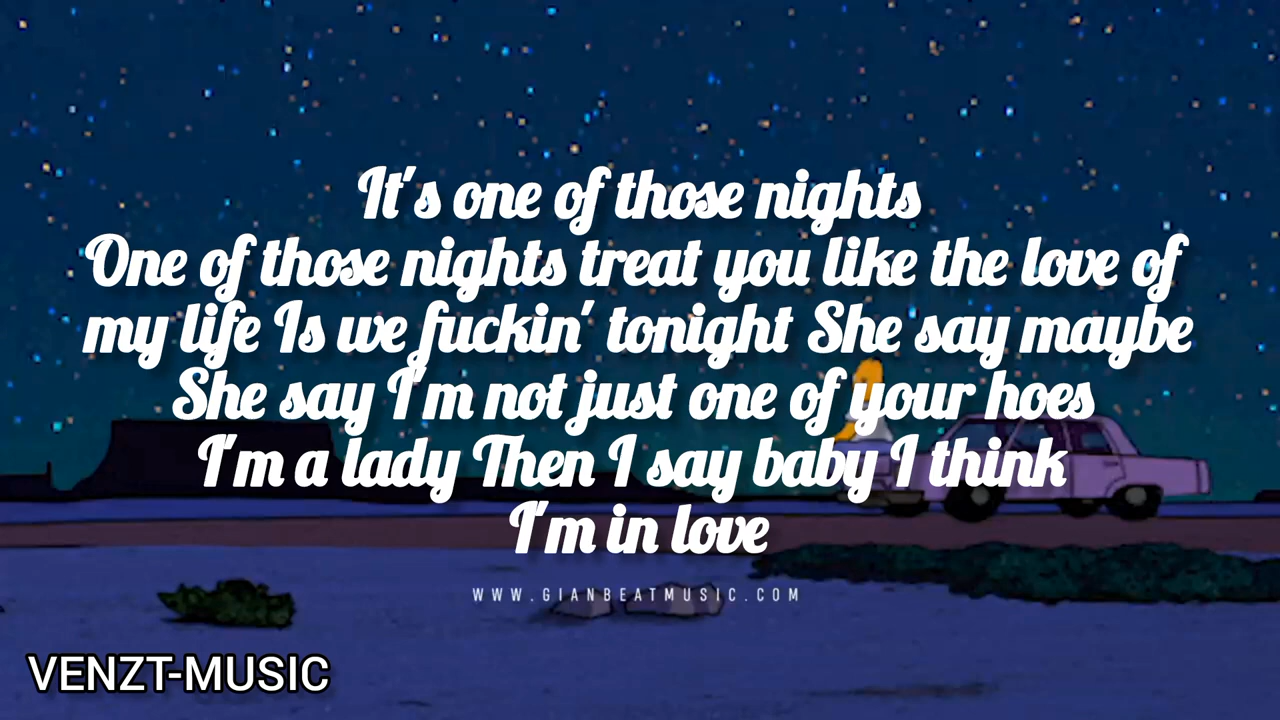 It's one of those nights
One of those nights treat you like the love of
my life Is we fuckin' tonight She say maybe
She say I'm not just one of your hoes
I'm a lady Then I say baby I think
I'm in love
WWW.GIANBEATMUSIC.COM
VENZT-MUSIC